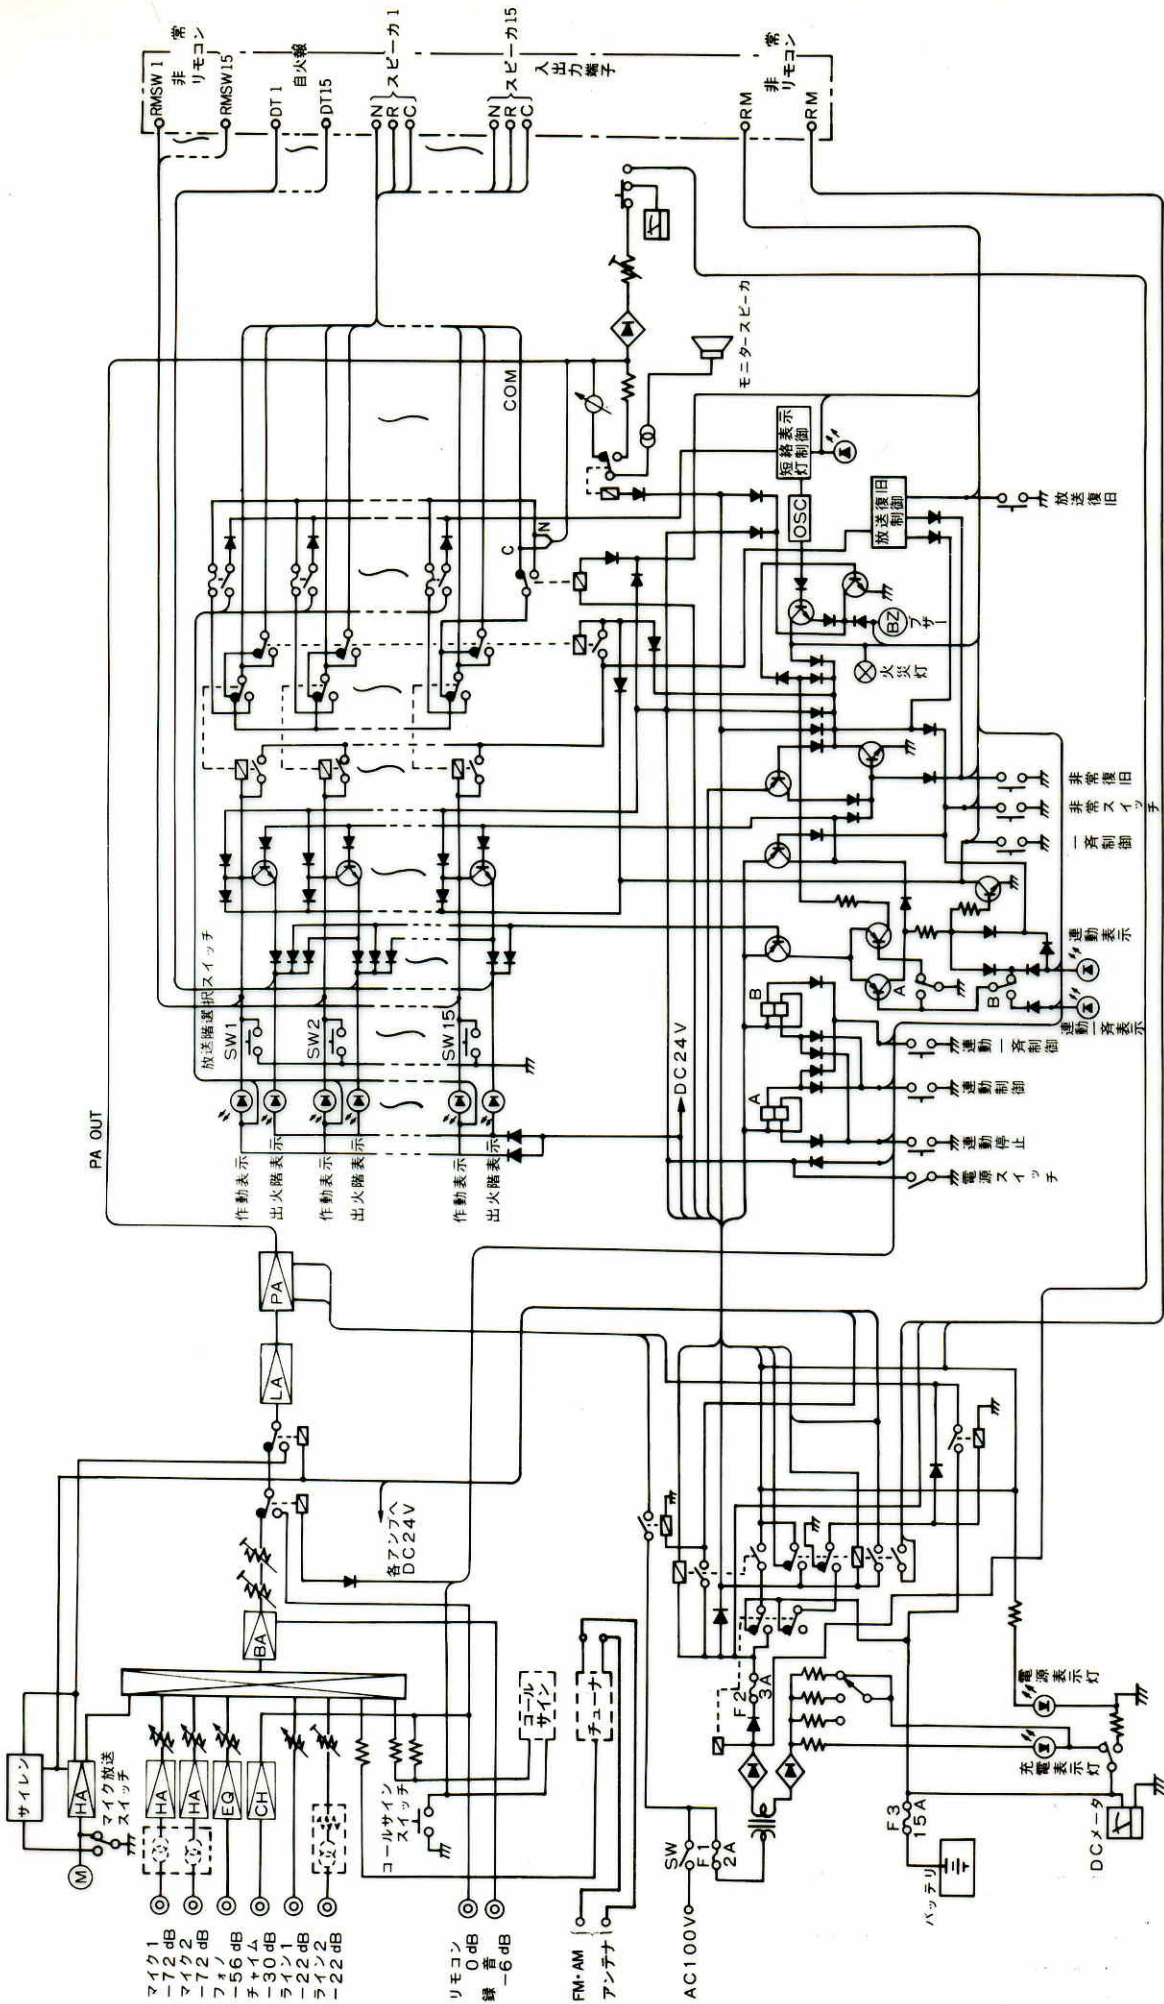 サイレン
HA
マイク放送
スイッチ
M
マイク1
−72 dB
HA
マイク2
−72 dB
HA
フォノ
−56 dB
EQ
チャイム
−30 dB
CH
ライン1
−22 dB
ライン2
−22 dB
コールサイン
スイッチ
リモコン
0 dB
録音
−6 dB
コール
サイン
チューナ
FM・AM
アンテナ
BA
LA
PA
PA OUT
各アンプへ
DC24V
AC100V
SW
F1
2A
F2
3A
F3
15A
バッテリ
DCメータ
充電表示灯
電源表示灯
放送階選択スイッチ
SW1
SW2
SW15
作動表示
出火階表示
作動表示
出火階表示
作動表示
出火階表示
DC24V
A
B
A
B
電源スイッチ
連動停止
連動制御
連動一斉制御
連動一斉表示
連動表示
一斉制御
非常スイッチ
非常復旧
放送復旧
火災灯
BZ
ブザー
OSC
短絡表示
灯制御
放送復旧
制御
モニタースピーカ
COM
C
N
RMSW 1
RMSW15
非常
リモコン
DT 1
DT15
自火報
N
R
C
スピーカ1
N
R
C
スピーカ15
入出力端子
RM
RM
非常
リモコン